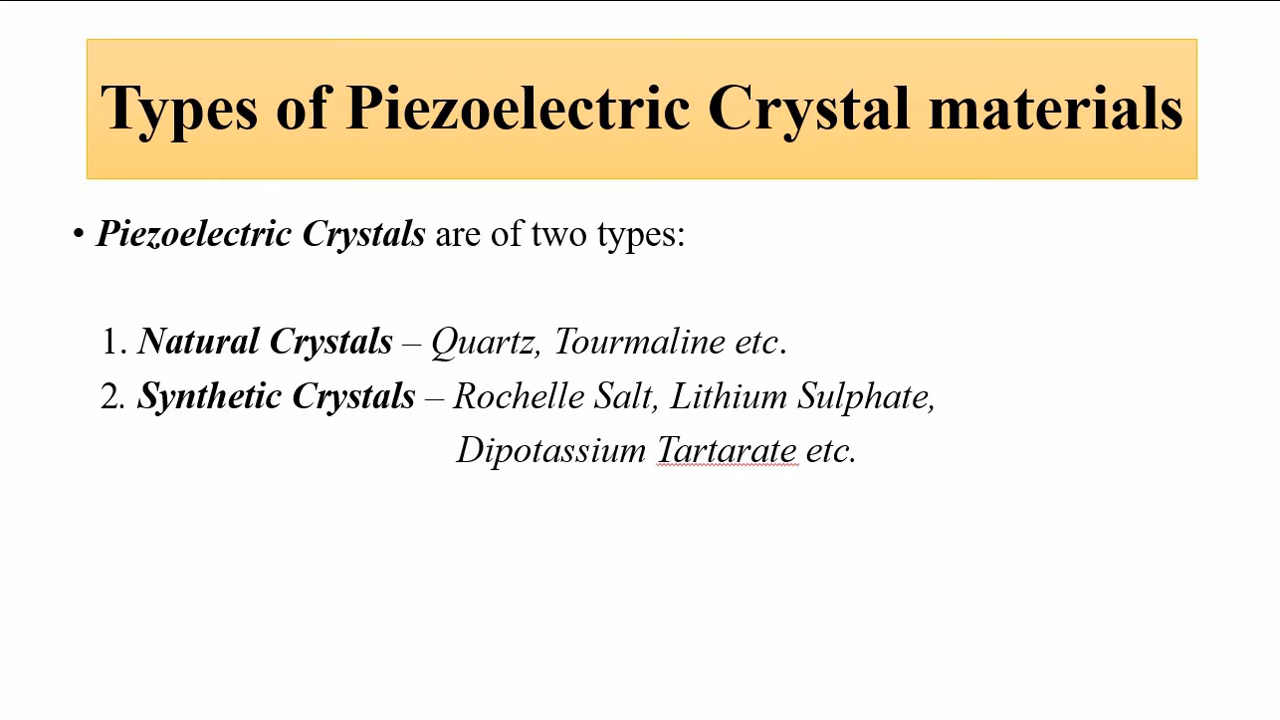 Types of Piezoelectric Crystal materials
• Piezoelectric Crystals are of two types:
1. Natural Crystals – Quartz, Tourmaline etc.
2. Synthetic Crystals – Rochelle Salt, Lithium Sulphate,
Dipotassium Tartarate etc.